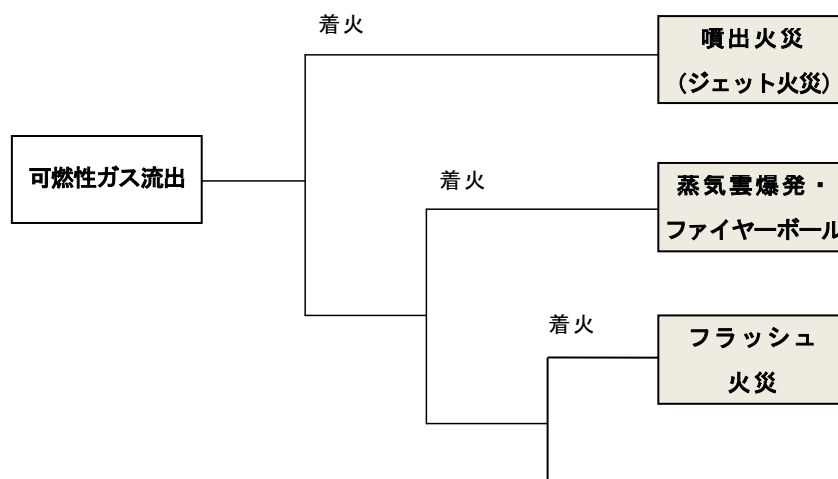 着火
噴出火災
（ジェット火災）
可燃性ガス流出
着火
蒸気雲爆発・
ファイヤーボール
着火
フラッシュ
火災